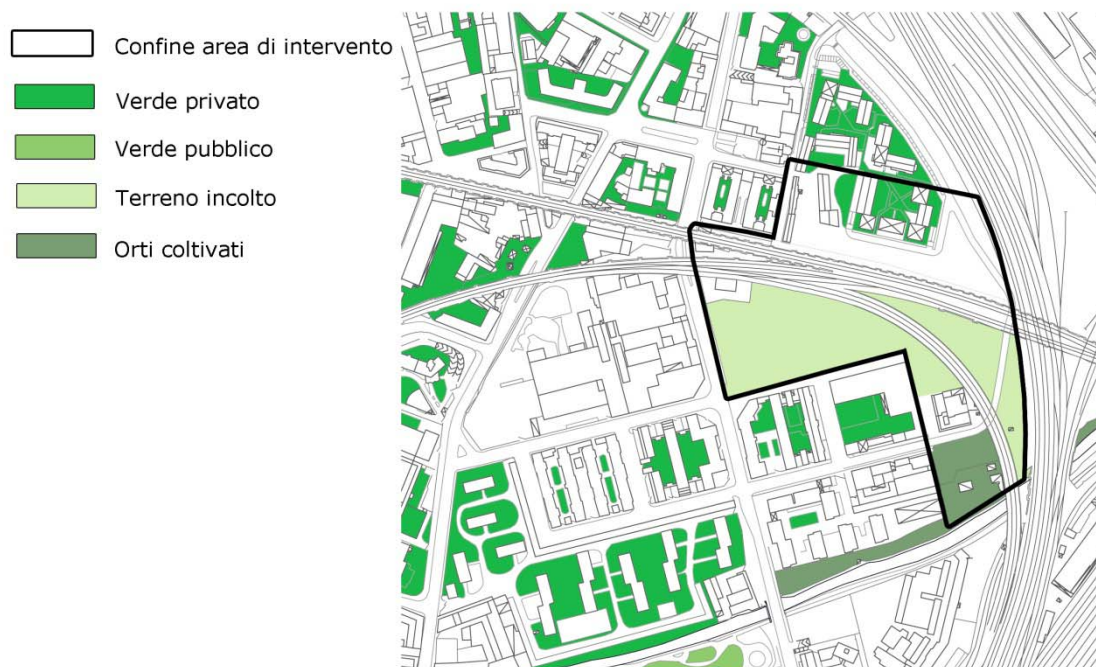 Confine area di intervento
Verde privato
Verde pubblico
Terreno incolto
Orti coltivati